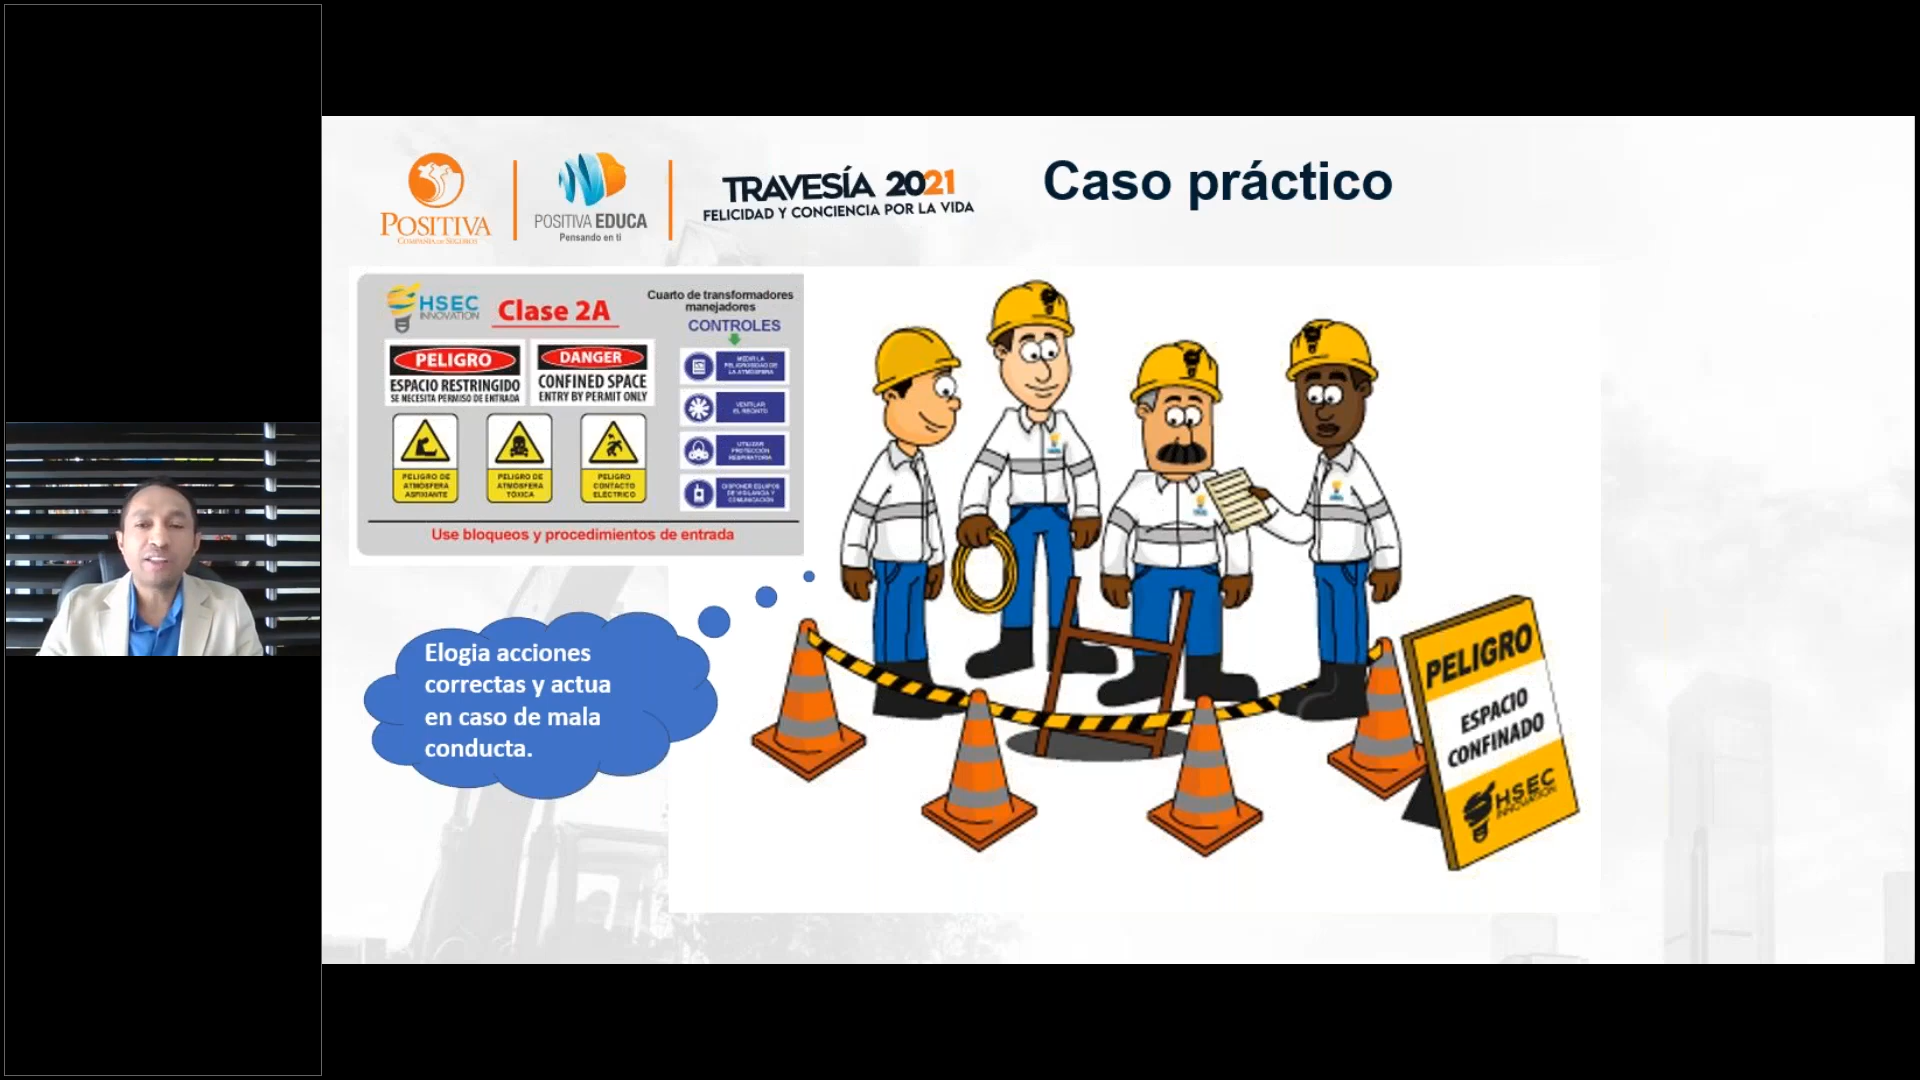 POSITIVA
COMPAÑIA DE SEGUROS
POSITIVA EDUCA
Pensando en ti
TRAVESÍA 2021
FELICIDAD Y CONCIENCIA POR LA VIDA
Caso práctico
HSEC
INNOVATION
Clase 2A
Cuarto de transformadores
manejadores
CONTROLES
PELIGRO
ESPACIO RESTRINGIDO
SE NECESITA PERMISO DE ENTRADA
DANGER
CONFINED SPACE
ENTRY BY PERMIT ONLY
MEDIR LA
PELIGROSIDAD DE
LA ATMÓSFERA
VENTILAR
EL RECINTO
UTILIZAR
PROTECCIÓN
RESPIRATORIA
DISPONER EQUIPOS
DE VIGILANCIA Y
COMUNICACIÓN
PELIGRO DE
ATMÓSFERA
ASFIXIANTE
PELIGRO DE
ATMÓSFERA
TÓXICA
PELIGRO
CONTACTO
ELÉCTRICO
Use bloqueos y procedimientos de entrada
Elogia acciones
correctas y actua
en caso de mala
conducta.
PELIGRO
ESPACIO
CONFINADO
HSEC
INNOVATION